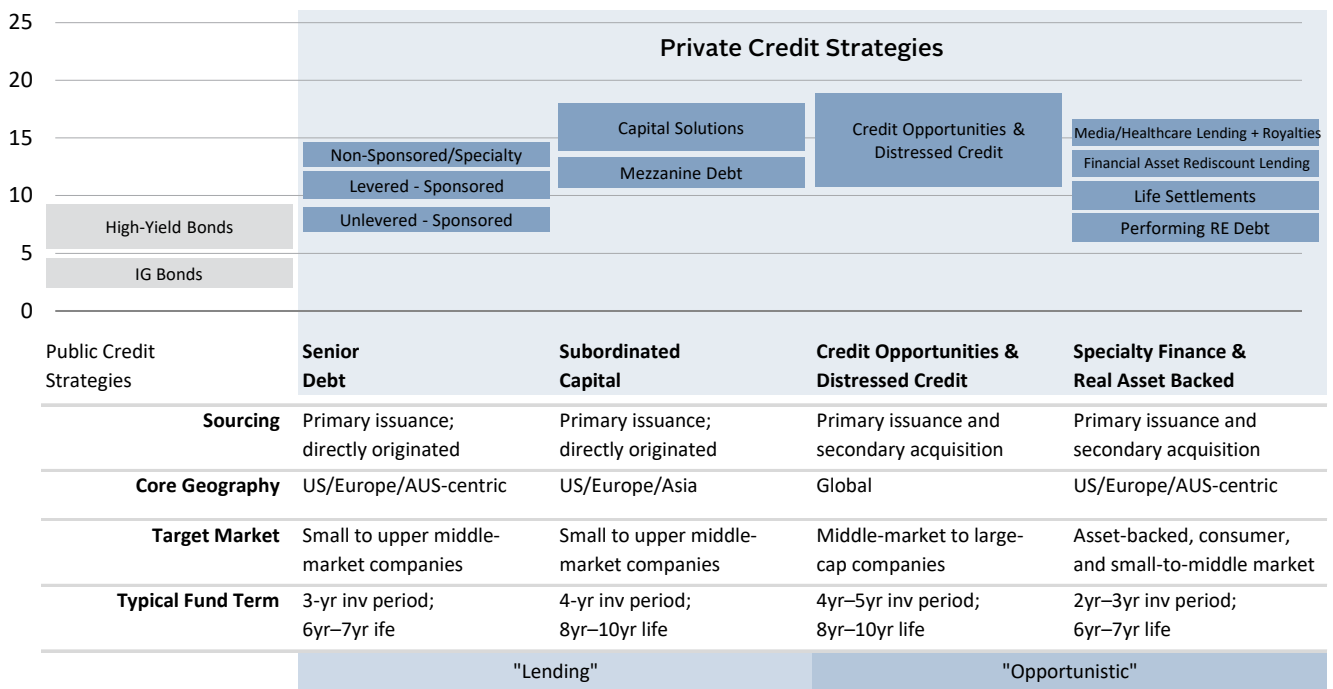 25
20
15
10
5
0
Private Credit Strategies
High-Yield Bonds
IG Bonds
Non-Sponsored/Specialty
Levered - Sponsored
Unlevered - Sponsored
Capital Solutions
Mezzanine Debt
Credit Opportunities &
Distressed Credit
Media/Healthcare Lending + Royalties
Financial Asset Rediscount Lending
Life Settlements
Performing RE Debt
Public Credit
Strategies
Senior
Debt
Subordinated
Capital
Credit Opportunities &
Distressed Credit
Specialty Finance &
Real Asset Backed
Sourcing
Primary issuance;
directly originated
Primary issuance;
directly originated
Primary issuance and
secondary acquisition
Primary issuance and
secondary acquisition
Core Geography
US/Europe/AUS-centric
US/Europe/Asia
Global
US/Europe/AUS-centric
Target Market
Small to upper middle-
market companies
Small to upper middle-
market companies
Middle-market to large-
cap companies
Asset-backed, consumer,
and small-to-middle market
Typical Fund Term
3-yr inv period;
6yr–7yr ife
4-yr inv period;
8yr–10yr life
4yr–5yr inv period;
8yr–10yr life
2yr–3yr inv period;
6yr–7yr life
"Lending"
"Opportunistic"